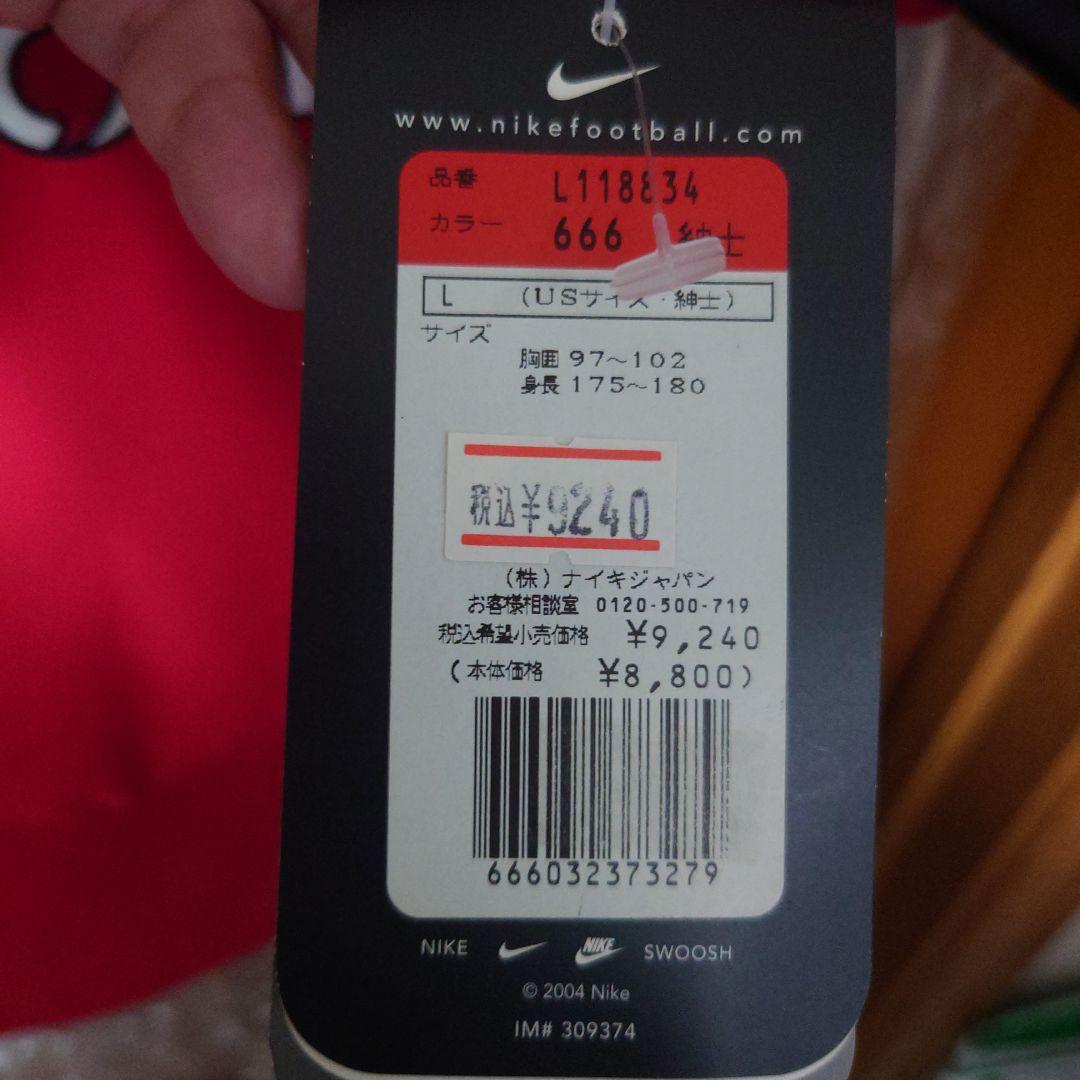 www.nikefootball.com
品番 L118834
カラー 666 紳士
L (USサイズ・紳士)
サイズ
胸囲 97〜102
身長 175〜180
税込¥9240
(株)ナイキジャパン
お客様相談室 0120-500-719
税込希望小売価格 ¥9,240
(本体価格 ¥8,800)
666032373279
NIKE NIKE SWOOSH
© 2004 Nike
IM# 309374